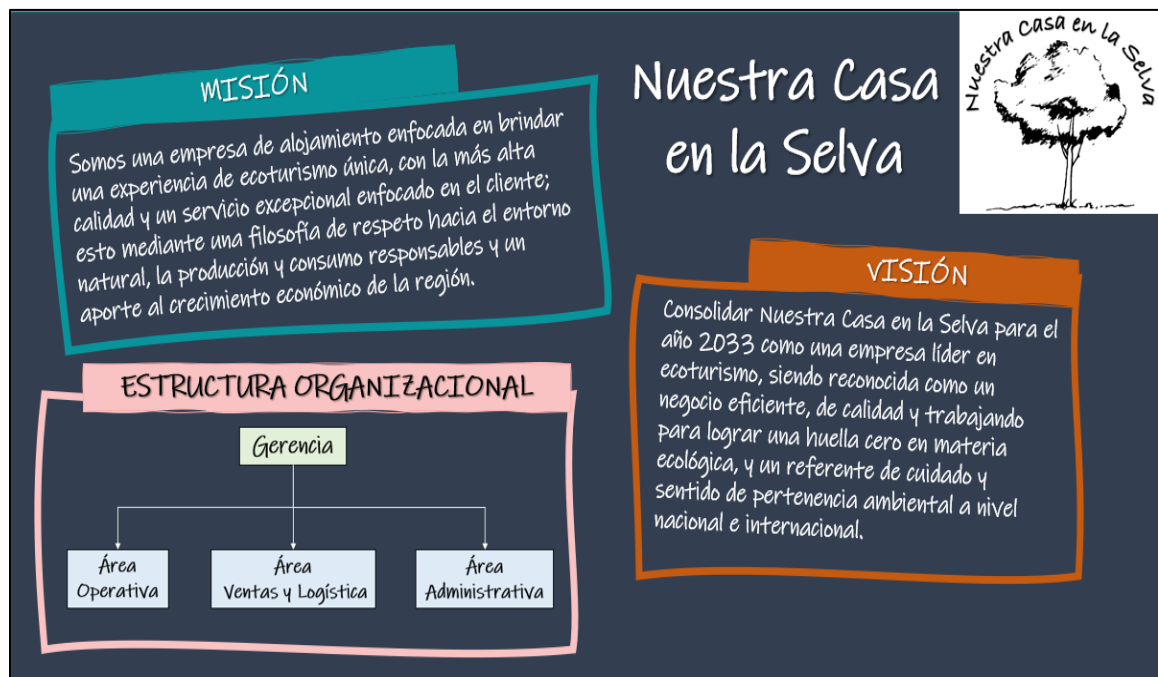 Nuestra Casa
en la Selva
Nuestra Casa en la Selva
MISIÓN
Somos una empresa de alojamiento enfocada en brindar
una experiencia de ecoturismo única, con la más alta
calidad y un servicio excepcional enfocado en el cliente;
esto mediante una filosofía de respeto hacia el entorno
natural, la producción y consumo responsables y un
aporte al crecimiento económico de la región.
VISIÓN
Consolidar Nuestra Casa en la Selva para el
año 2033 como una empresa líder en
ecoturismo, siendo reconocida como un
negocio eficiente, de calidad y trabajando
para lograr una huella cero en materia
ecológica, y un referente de cuidado y
sentido de pertenencia ambiental a nivel
nacional e internacional.
ESTRUCTURA ORGANIZACIONAL
Gerencia
Área
Operativa
Área
Ventas y Logística
Área
Administrativa